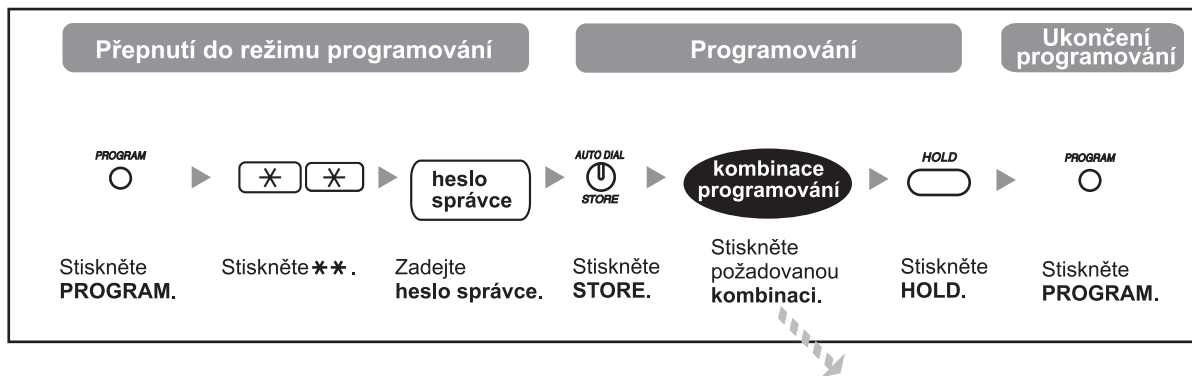 Přepnutí do režimu programování
Programování
Ukončení
programování
PROGRAM
✳ ✳
heslo
správce
AUTO DIAL
STORE
kombinace
programování
HOLD
PROGRAM
Stiskněte
PROGRAM.
Stiskněte ✳✳.
Zadejte
heslo správce.
Stiskněte
STORE.
Stiskněte
požadovanou
kombinaci.
Stiskněte
HOLD.
Stiskněte
PROGRAM.